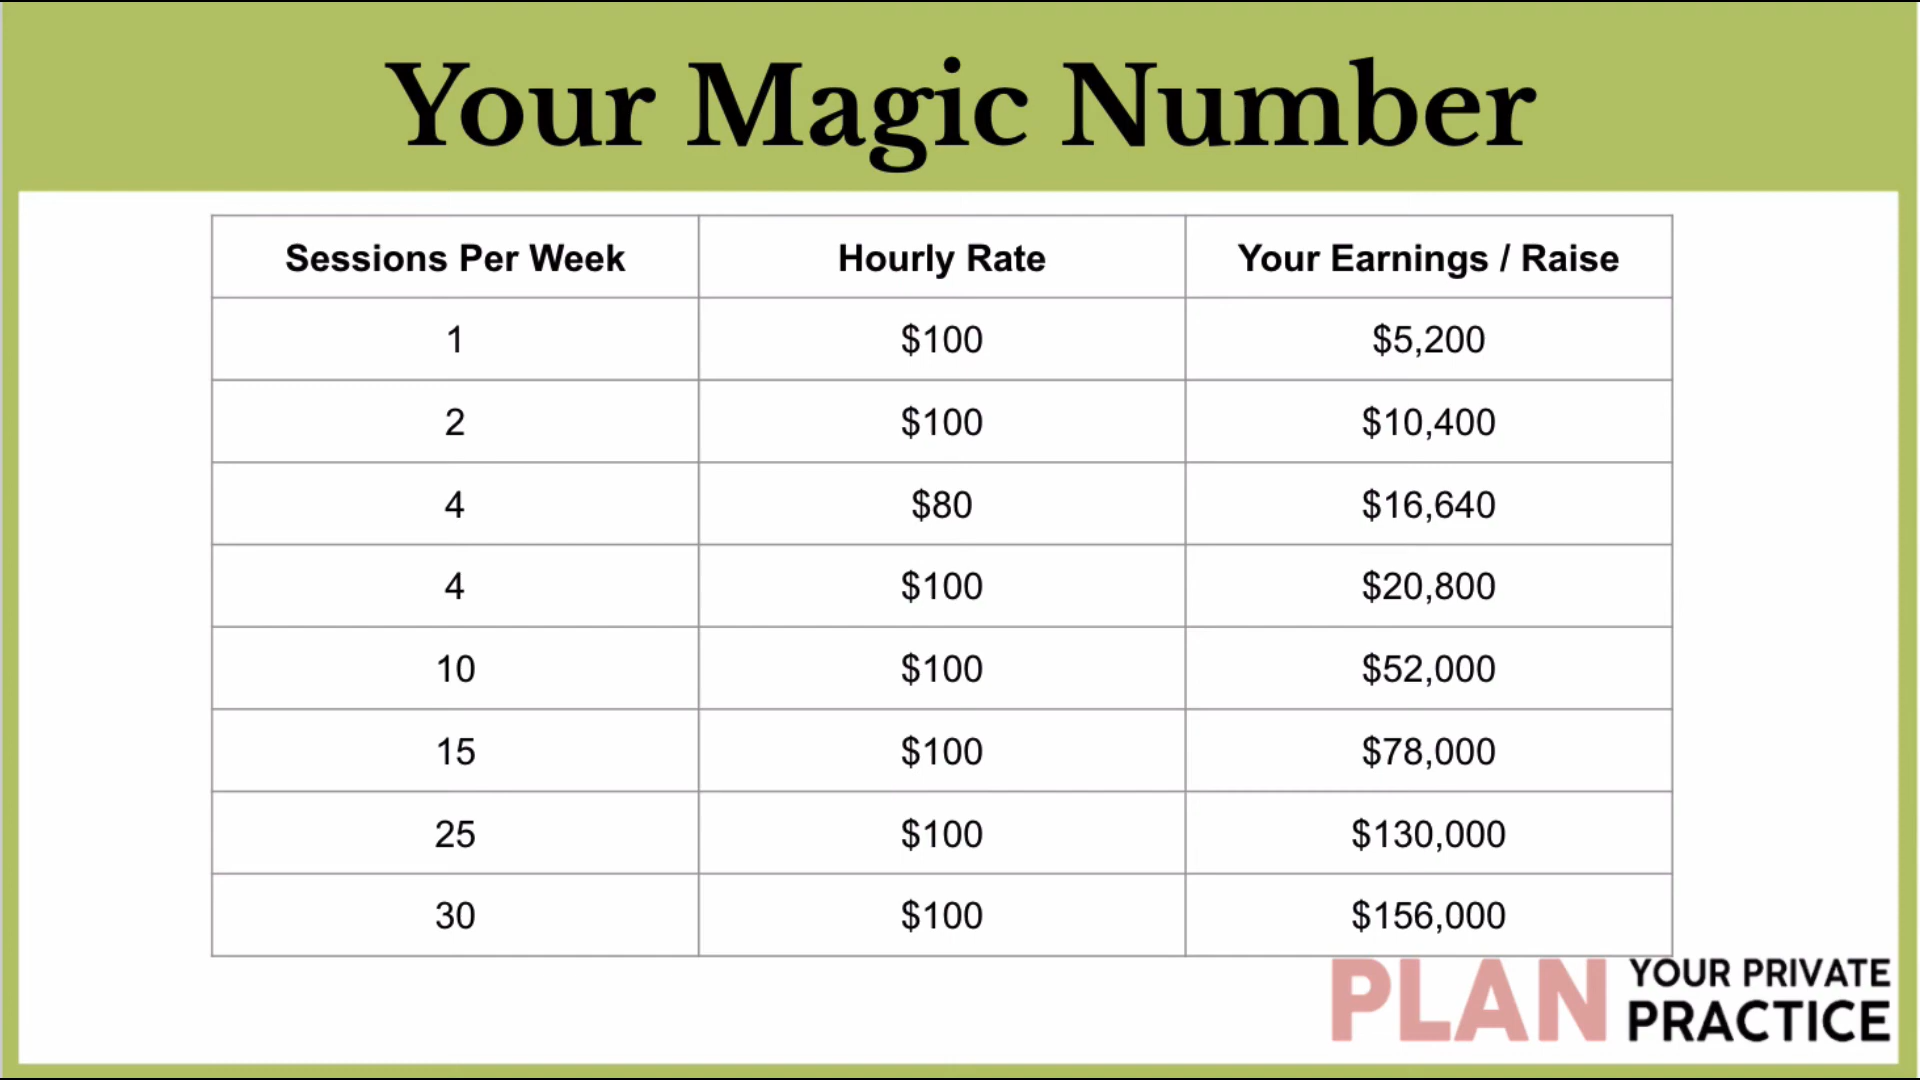 Your Magic Number
Sessions Per Week Hourly Rate Your Earnings / Raise
1 $100 $5,200
2 $100 $10,400
4 $80 $16,640
4 $100 $20,800
10 $100 $52,000
15 $100 $78,000
25 $100 $130,000
30 $100 $156,000
PLAN YOUR PRIVATE
PRACTICE